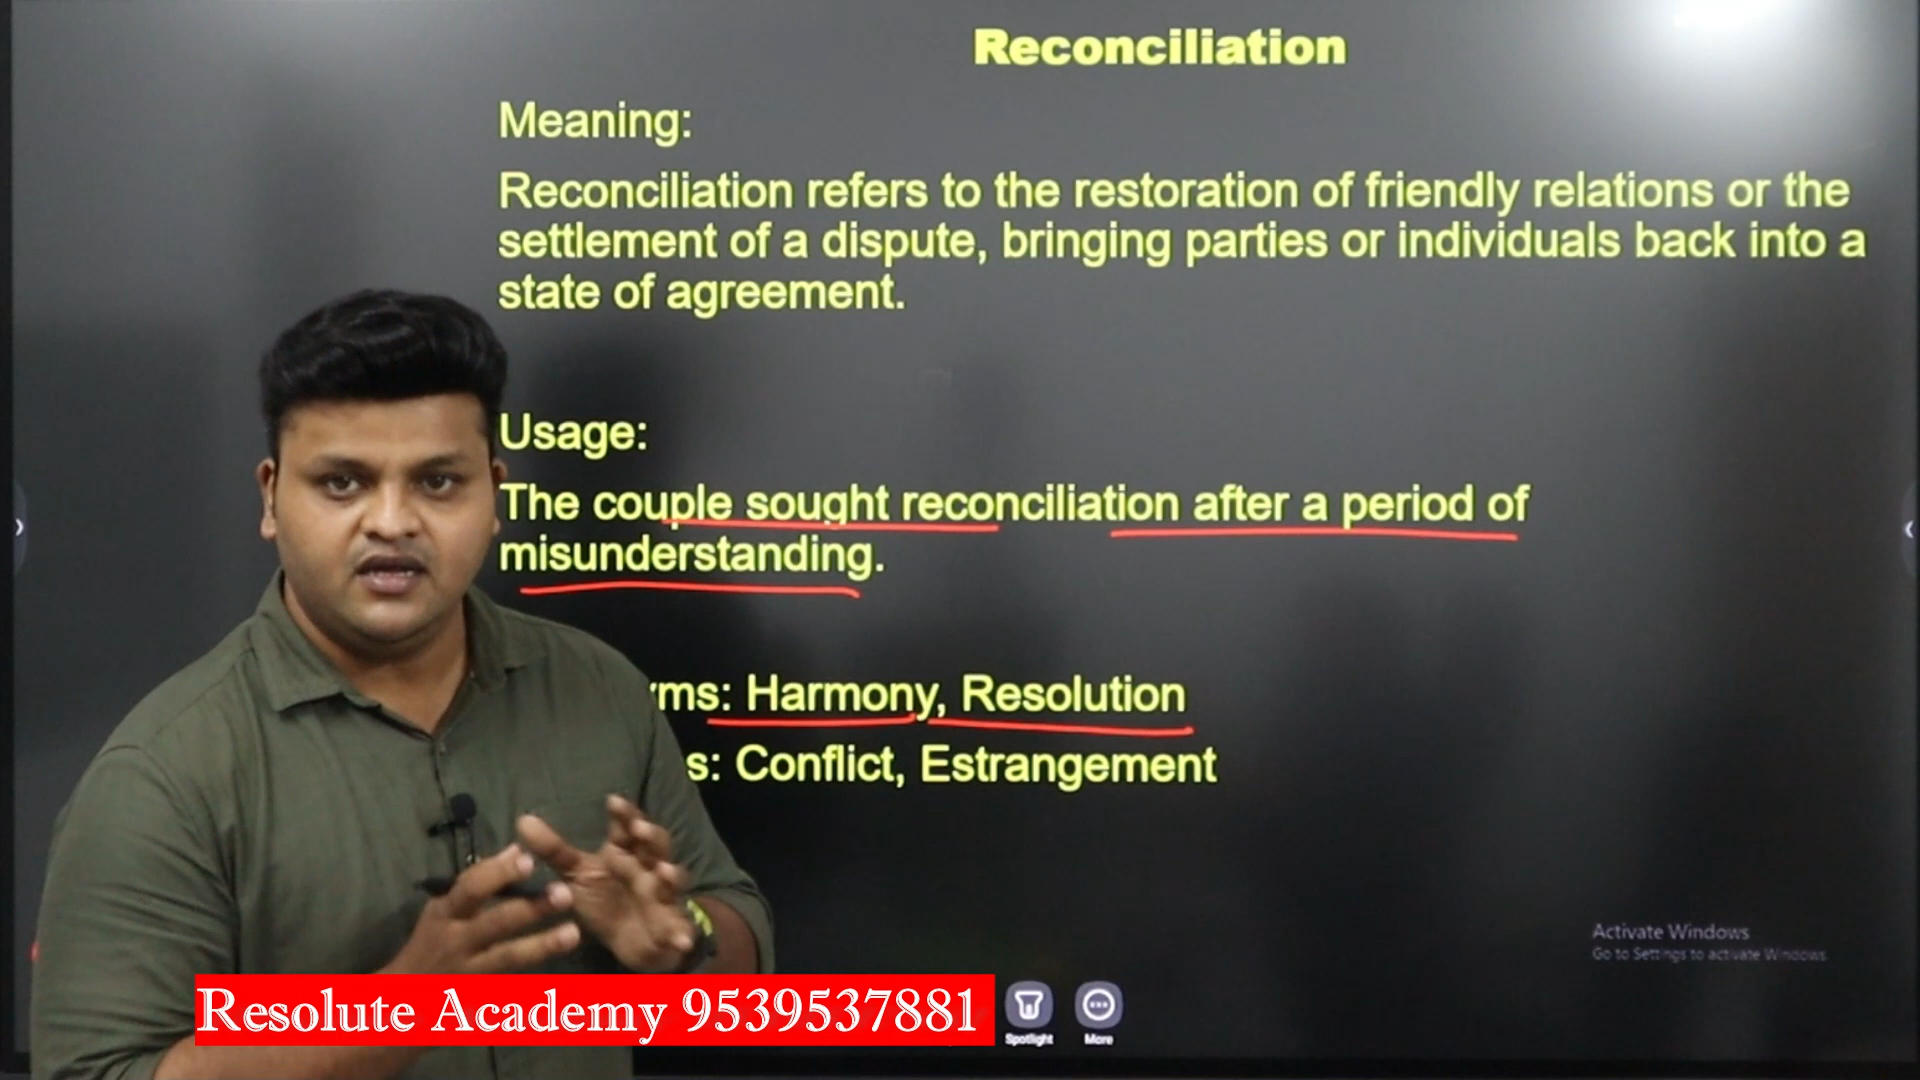 Reconciliation
Meaning:
Reconciliation refers to the restoration of friendly relations or the
settlement of a dispute, bringing parties or individuals back into a
state of agreement.
Usage:
The couple sought reconciliation after a period of
misunderstanding.
yms: Harmony, Resolution
s: Conflict, Estrangement
Activate Windows
Go to Settings to activate Windows.
Resolute Academy 9539537881
Spotlight
More